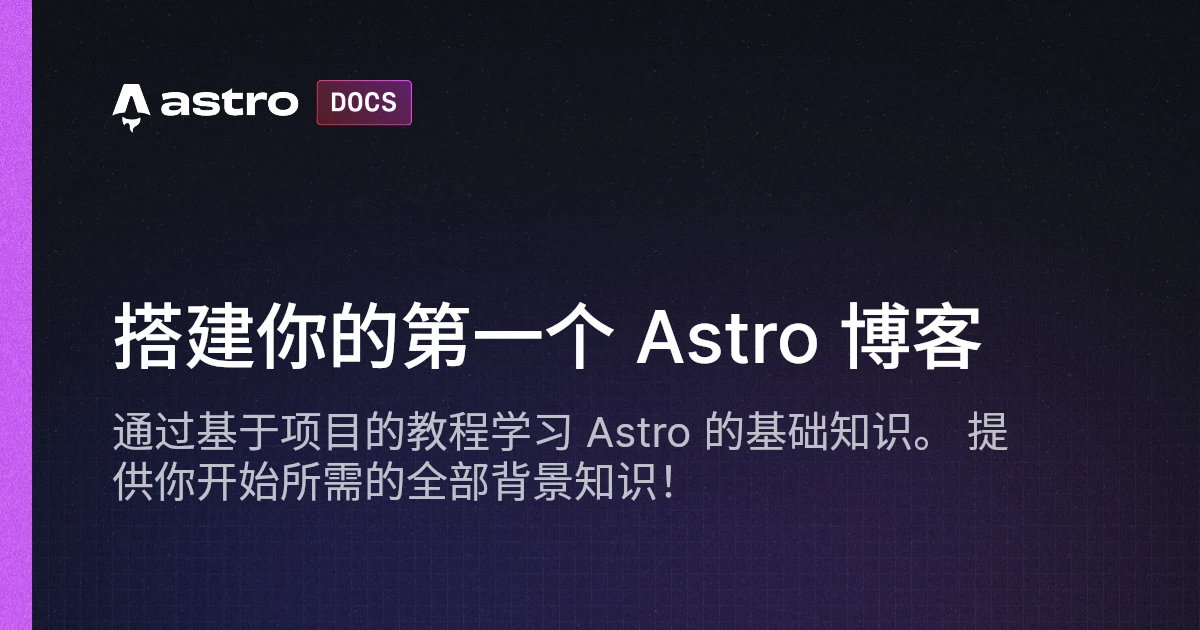 astro DOCS
搭建你的第一个 Astro 博客
通过基于项目的教程学习 Astro 的基础知识。 提
供你开始所需的全部背景知识！